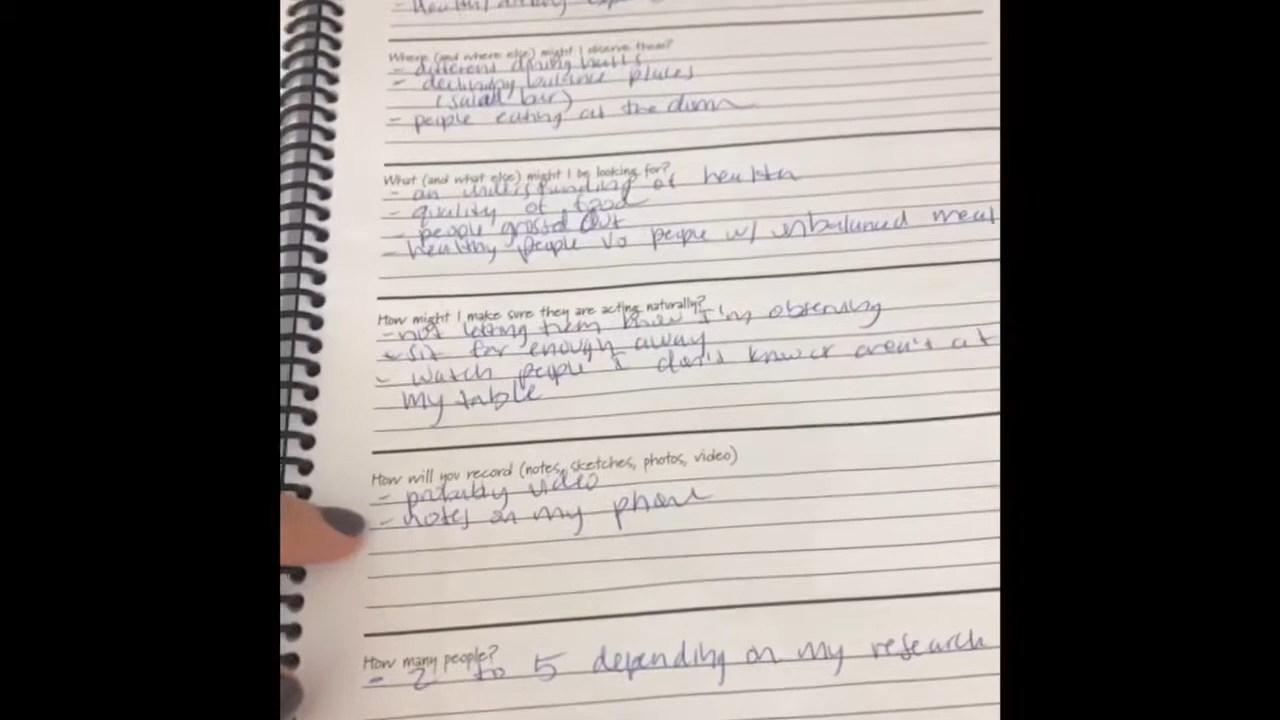 Where (and where else) might I observe them?
- different dining halls
- declining balance places
(salad bar)
- people eating at the dorm
What (and what else) might I be looking for?
- an understanding of health
- quality of food
- people grossd out
- healthy people vs people w/ unbalanced meal
How might I make sure they are acting naturally?
- not letting them know I'm observing
- sit far enough away
- watch people I don't know or aren't at
my table
How will you record (notes, sketches, photos, video)
- probably video
- notes on my phone
How many people?
- 2 to 5 depending on my research